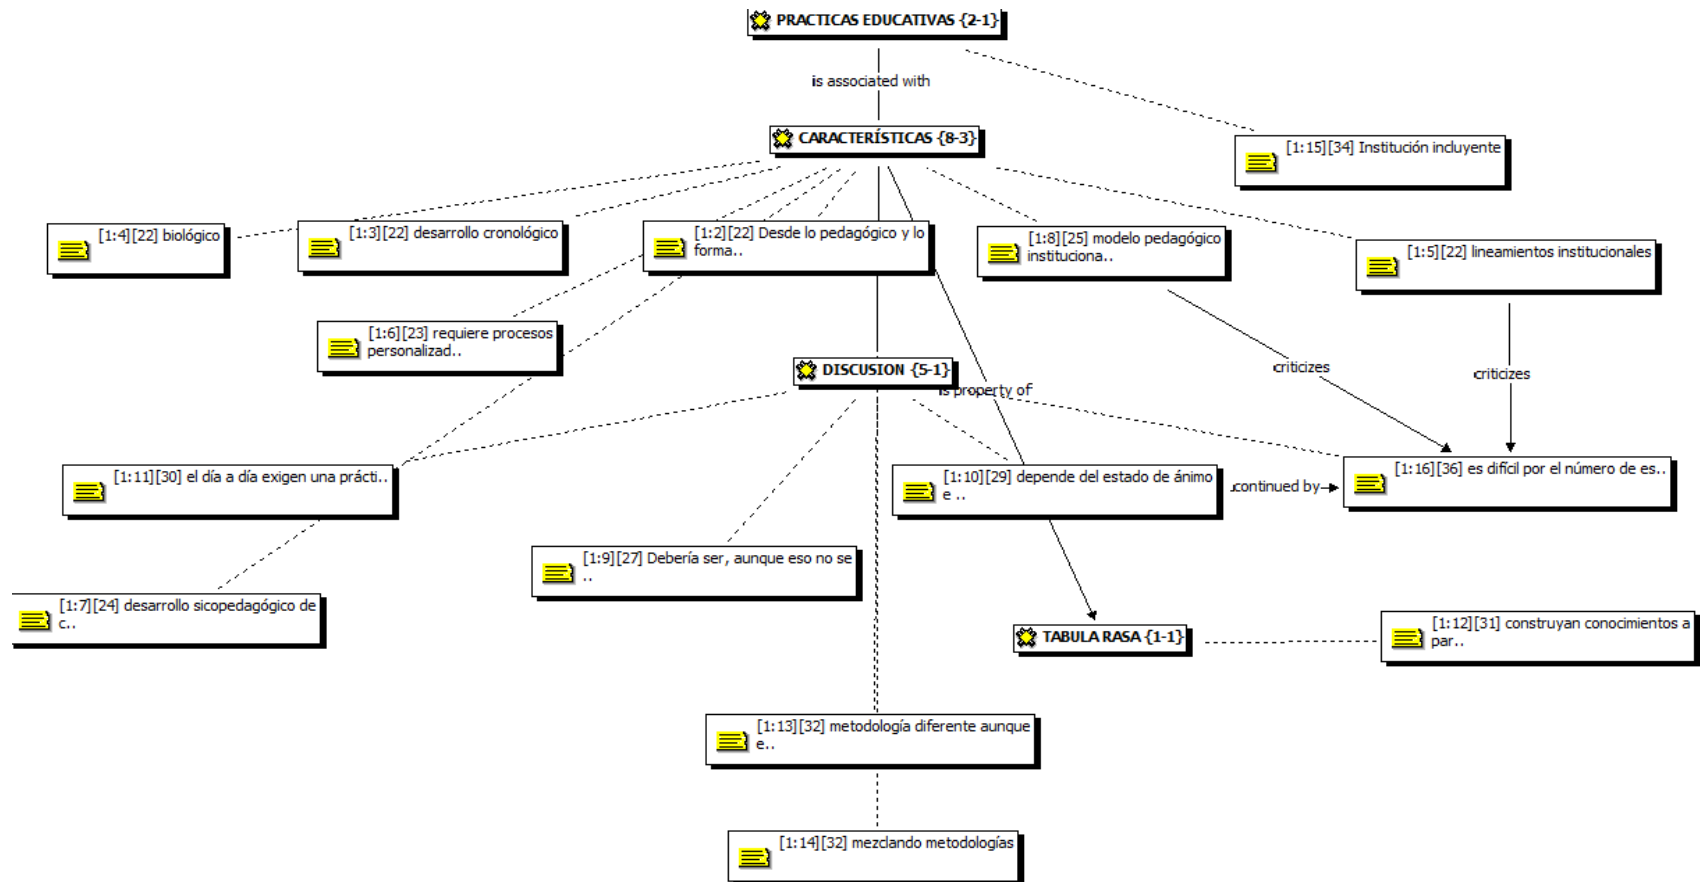 PRACTICAS EDUCATIVAS {2-1}
is associated with
CARACTERÍSTICAS {8-3}
[1:15][34] Institución incluyente
[1:4][22] biológico
[1:3][22] desarrollo cronológico
[1:2][22] Desde lo pedagógico y lo
forma..
[1:8][25] modelo pedagógico
instituciona..
[1:5][22] lineamientos institucionales
[1:6][23] requiere procesos
personalizad..
DISCUSION {5-1}
is property of
criticizes
criticizes
[1:11][30] el día a día exigen una prácti..
[1:10][29] depende del estado de ánimo
e ..
continued by
[1:16][36] es difícil por el número de es..
[1:9][27] Debería ser, aunque eso no se
..
[1:7][24] desarrollo sicopedagógico de
c..
TABULA RASA {1-1}
[1:12][31] construyan conocimientos a
par..
[1:13][32] metodología diferente aunque
e..
[1:14][32] mezclando metodologías